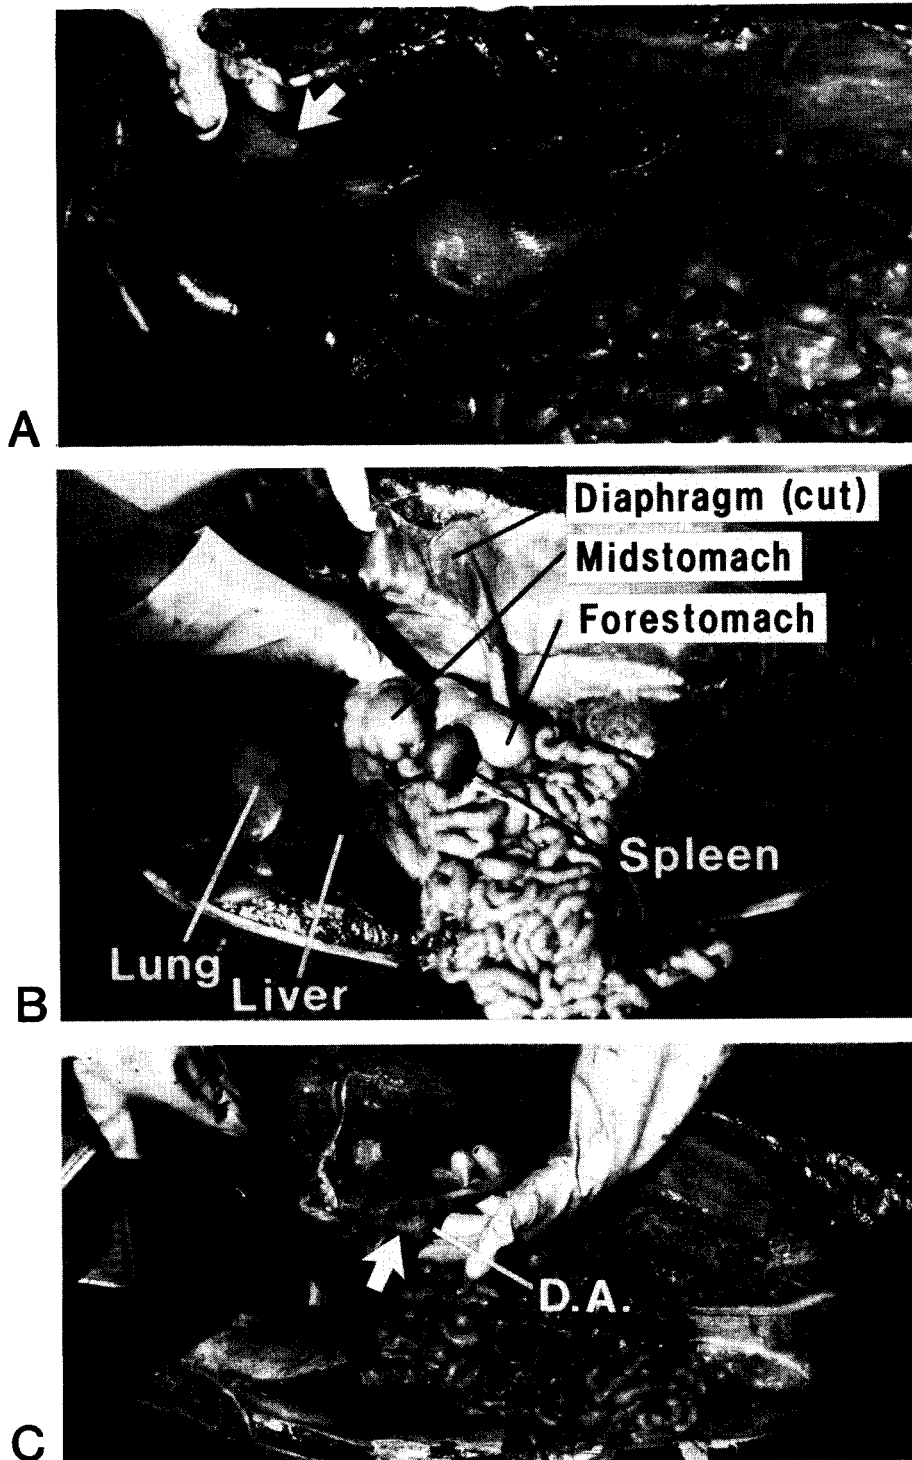 A
Diaphragm (cut)
Midstomach
Forestomach
Spleen
Lung
Liver
B
D.A.
C